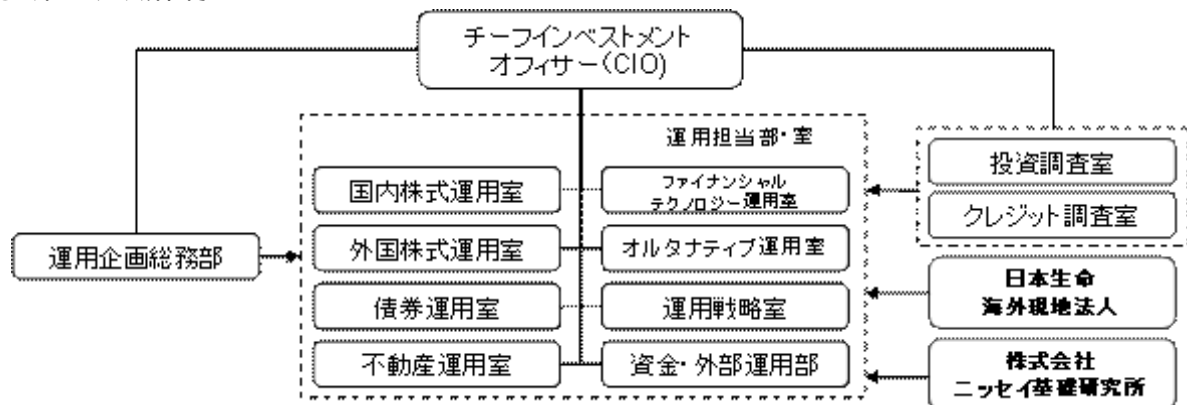 チーフインベストメント
オフィサー(CIO)
運用担当部・室
国内株式運用室
ファイナンシャル
テクノロジー運用室
外国株式運用室
オルタナティブ運用室
債券運用室
運用戦略室
不動産運用室
資金・外部運用部
運用企画総務部
投資調査室
クレジット調査室
日本生命
海外現地法人
株式会社
ニッセイ基礎研究所